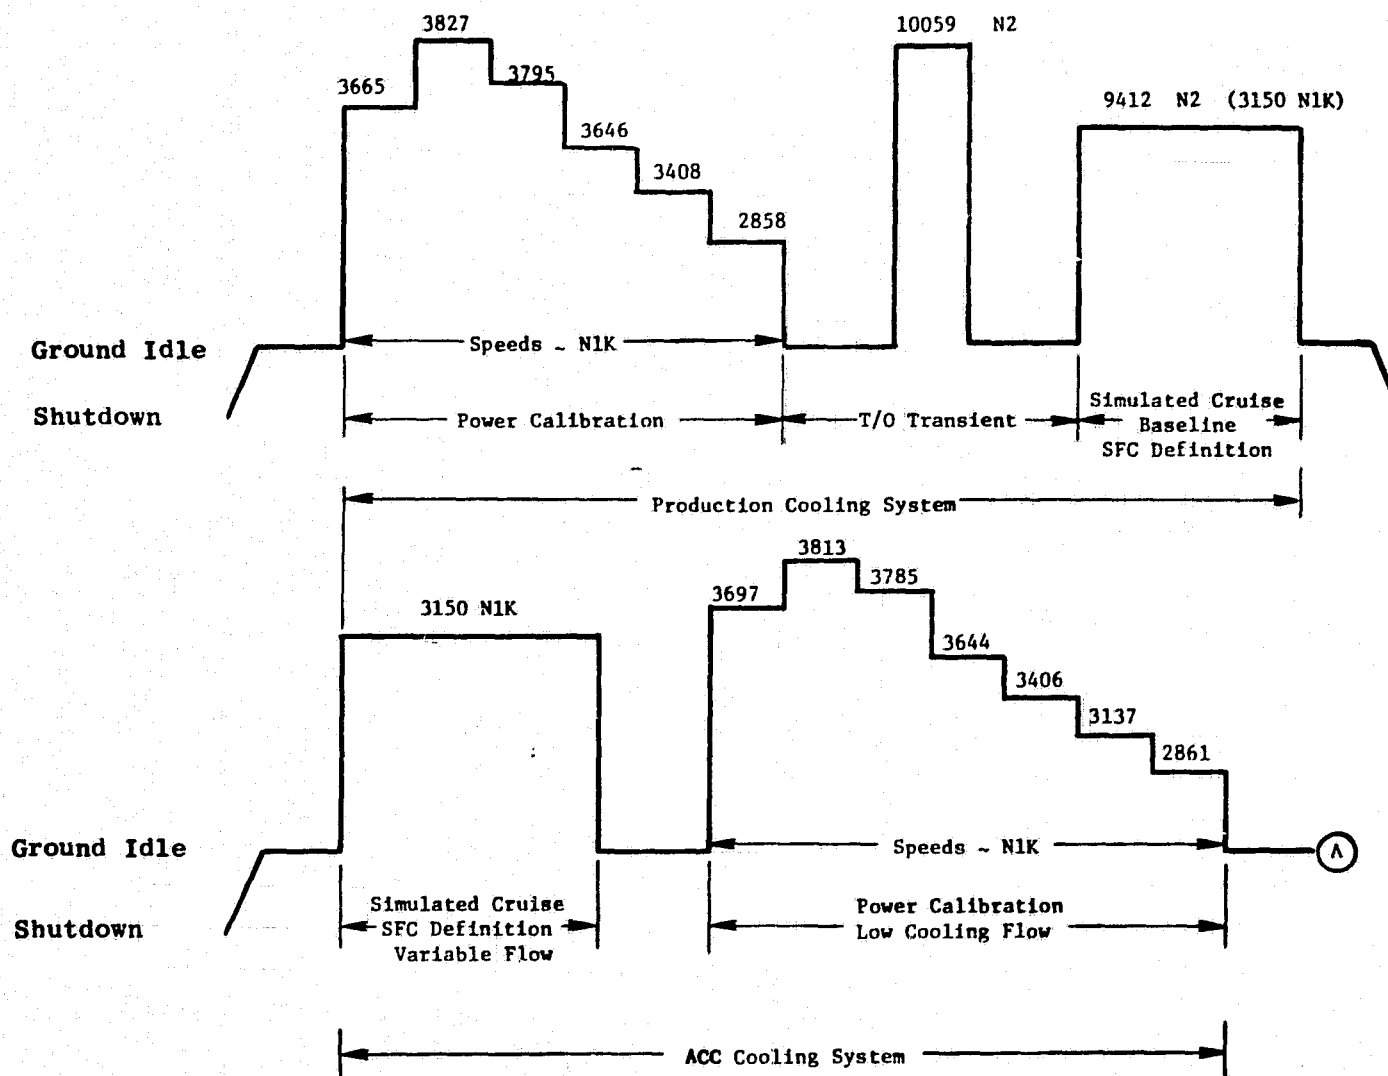 3827
10059 N2
3665
3795
9412 N2 (3150 N1K)
3646
3408
2858
Ground Idle
Speeds ~ N1K
Shutdown
Power Calibration
T/O Transient
Simulated Cruise
Baseline
SFC Definition
Production Cooling System
3813
3697
3785
3150 N1K
3644
3406
3137
2861
Ground Idle
Speeds ~ N1K
A
Shutdown
Simulated Cruise
SFC Definition
Variable Flow
Power Calibration
Low Cooling Flow
ACC Cooling System